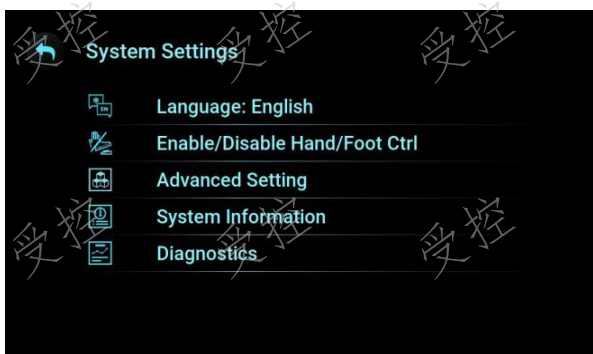 System Settings
Language: English
Enable/Disable Hand/Foot Ctrl
Advanced Setting
System Information
Diagnostics
受控
受控
受控
受控
受控
受控